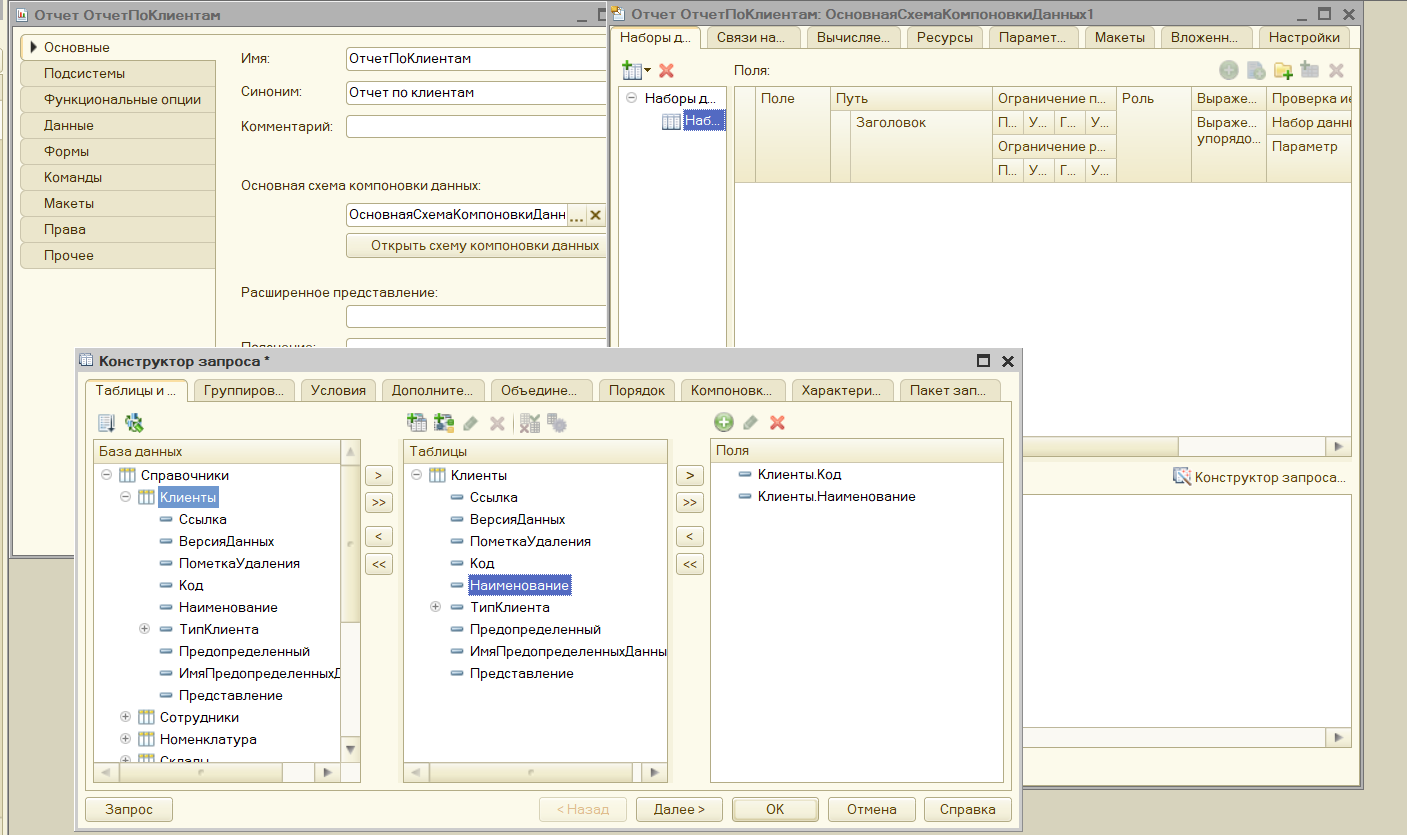 Отчет ОтчетПоКлиентам
Основные
Подсистемы
Функциональные опции
Данные
Формы
Команды
Макеты
Права
Прочее
Имя:
ОтчетПоКлиентам
Синоним:
Отчет по клиентам
Комментарий:
Основная схема компоновки данных:
ОсновнаяСхемаКомпоновкиДанн
...
Открыть схему компоновки данных
Расширенное представление:
Отчет ОтчетПоКлиентам: ОсновнаяСхемаКомпоновкиДанных1
Наборы д... Связи на... Вычисляе... Ресурсы Парамет... Макеты Вложенн... Настройки
Поля:
Наборы д...
Наб...
Поле
Путь
Заголовок
Ограничение п...
П... У... Г... У...
Ограничение р...
П... У... Г... У...
Роль
Выраже...
Выраже...
упорядо...
Проверка ие
Набор данн
Параметр
Конструктор запроса...
Конструктор запроса *
Таблицы и ... Группиров... Условия Дополните... Объедине... Порядок Компоновк... Характери... Пакет зап...
База данных
Справочники
Клиенты
Ссылка
ВерсияДанных
ПометкаУдаления
Код
Наименование
ТипКлиента
Предопределенный
ИмяПредопределенныхД
Представление
Сотрудники
Номенклатура
Склады
>
>>
<
<<
Таблицы
Клиенты
Ссылка
ВерсияДанных
ПометкаУдаления
Код
Наименование
ТипКлиента
Предопределенный
ИмяПредопределенныхДанны
Представление
>
>>
<
<<
Поля
Клиенты.Код
Клиенты.Наименование
Запрос
< Назад
Далее >
OK
Отмена
Справка